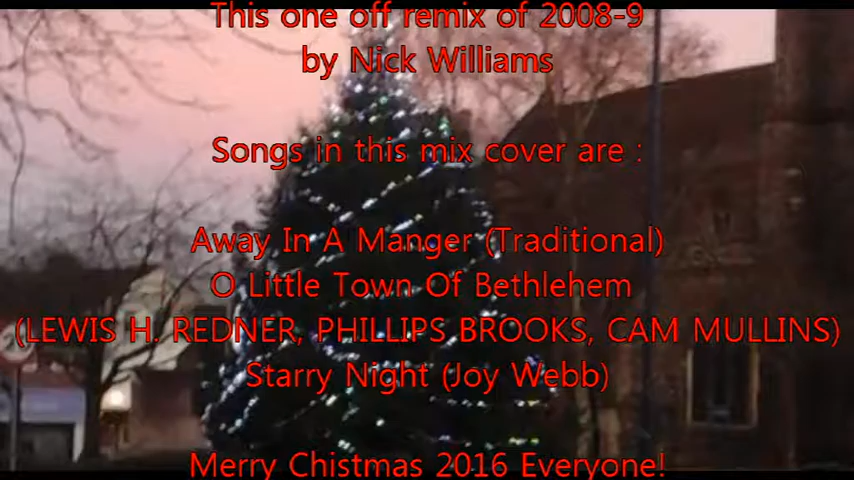 This one off remix of 2008-9
by Nick Williams
Songs in this mix cover are :
Away In A Manger (Traditional)
O Little Town Of Bethlehem
(LEWIS H. REDNER, PHILLIPS BROOKS, CAM MULLINS)
Starry Night (Joy Webb)
Merry Chistmas 2016 Everyone!